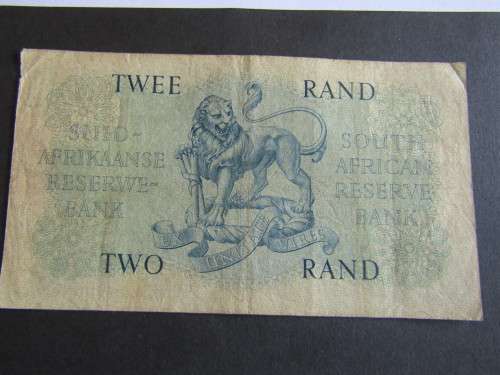 TWEE RAND
SUID-
AFRIKAANSE
RESERWE-
BANK
SOUTH
AFRICAN
RESERVE
BANK
TWO RAND